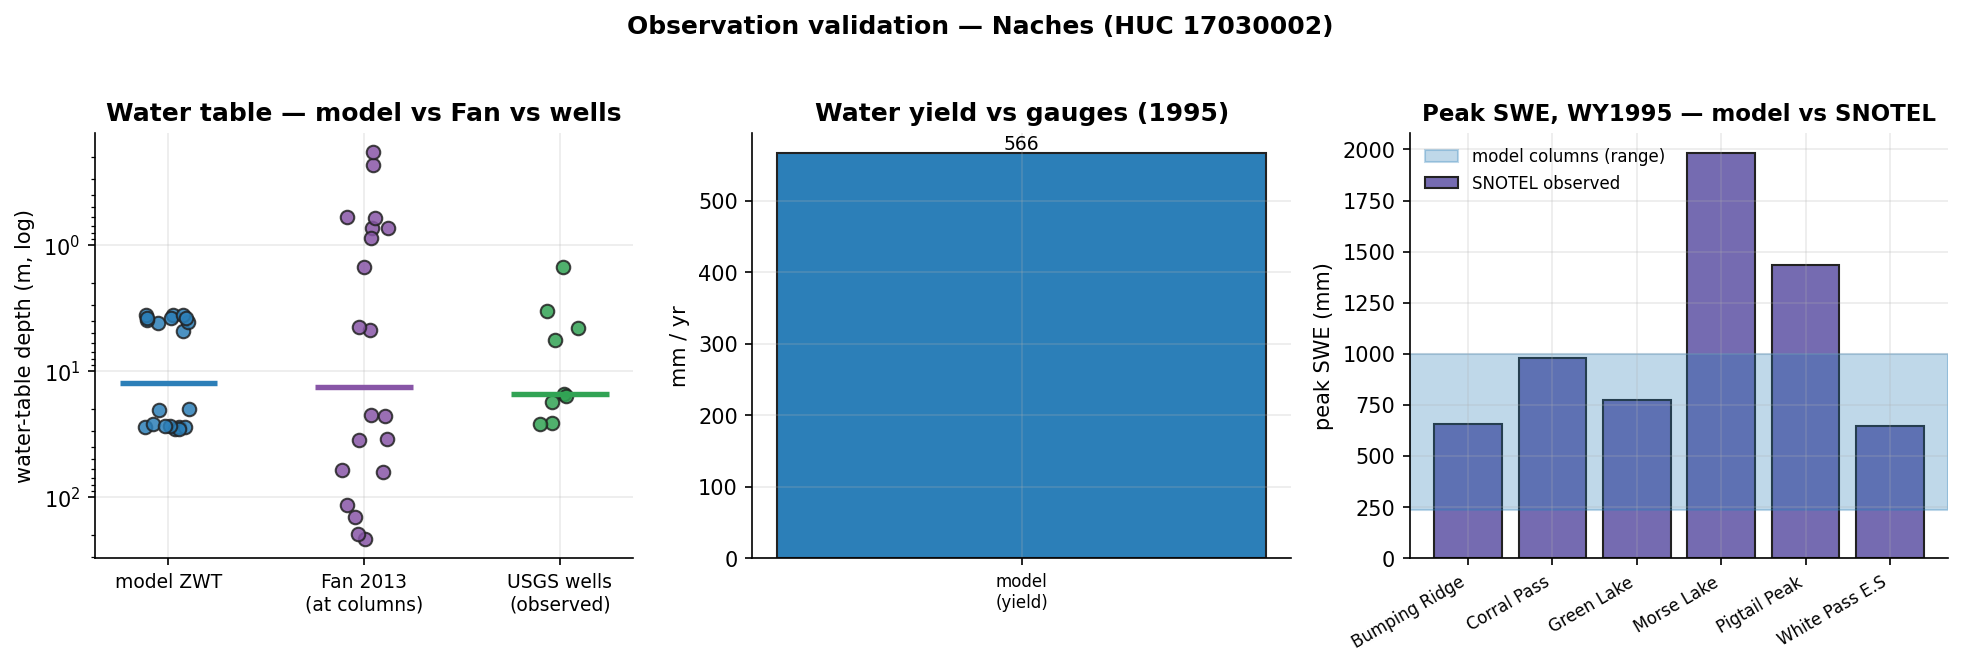 Observation validation — Naches (HUC 17030002)
Water table — model vs Fan vs wells
water-table depth (m, log)
10⁰
10¹
10²
model ZWT
Fan 2013
(at columns)
USGS wells
(observed)
Water yield vs gauges (1995)
mm / yr
566
500
400
300
200
100
0
model
(yield)
Peak SWE, WY1995 — model vs SNOTEL
peak SWE (mm)
model columns (range)
SNOTEL observed
2000
1750
1500
1250
1000
750
500
250
0
Bumping Ridge
Corral Pass
Green Lake
Morse Lake
Pigtail Peak
White Pass E.S